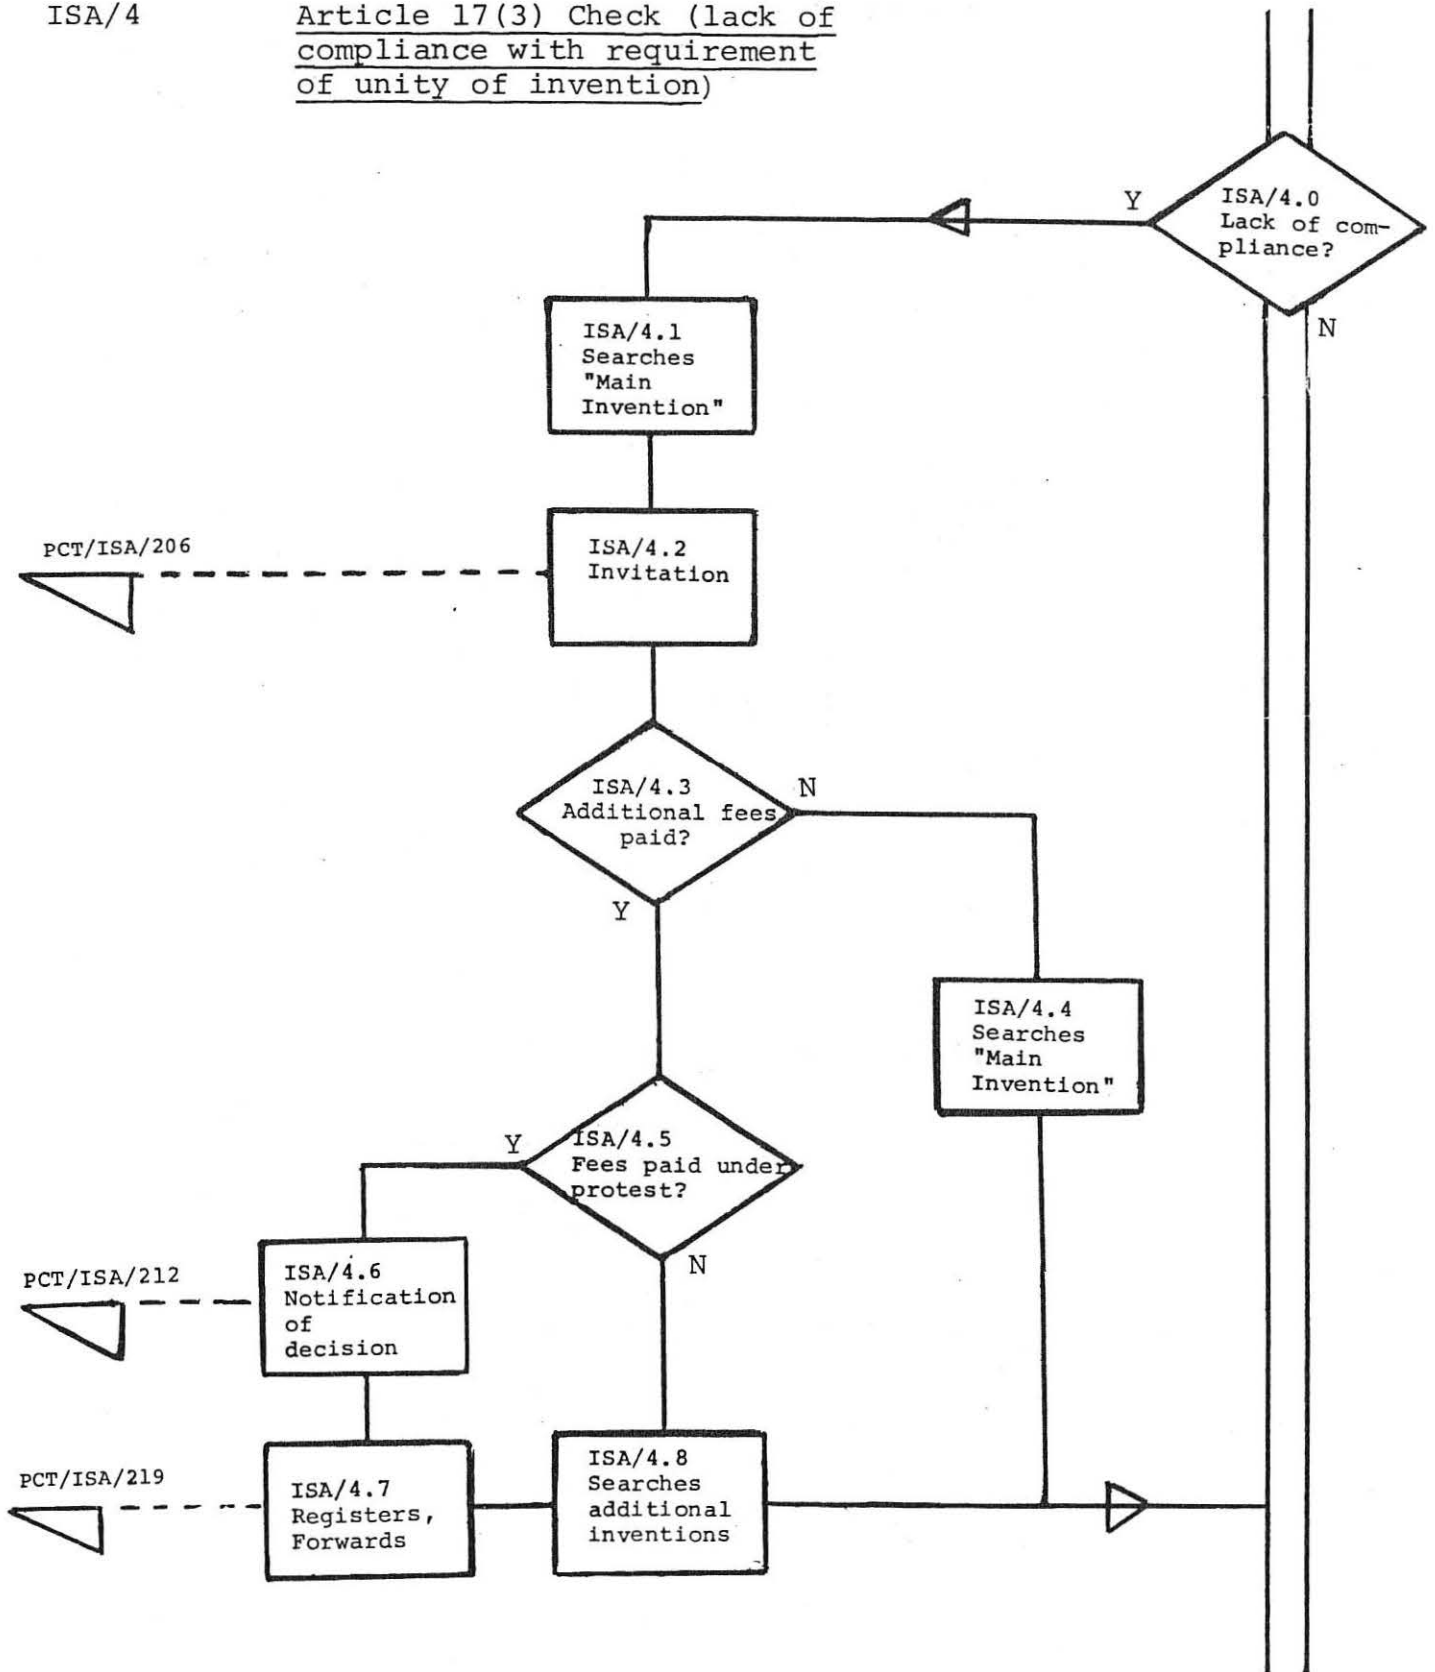 ISA/4
Article 17(3) Check (lack of
compliance with requirement
of unity of invention)
Y
ISA/4.0
Lack of com-
pliance?
N
ISA/4.1
Searches
"Main
Invention"
PCT/ISA/206
ISA/4.2
Invitation
ISA/4.3
Additional fees
paid?
N
Y
ISA/4.4
Searches
"Main
Invention"
Y
ISA/4.5
Fees paid under
protest?
N
PCT/ISA/212
ISA/4.6
Notification
of
decision
PCT/ISA/219
ISA/4.7
Registers,
Forwards
ISA/4.8
Searches
additional
inventions